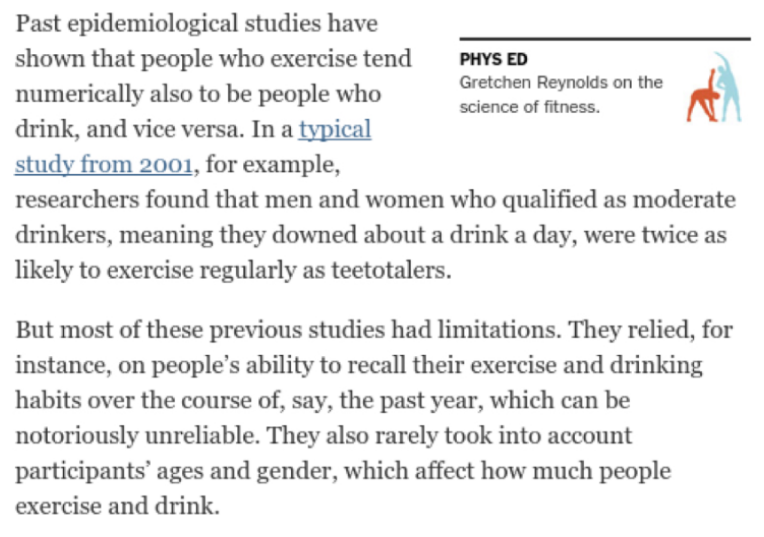 Past epidemiological studies have
shown that people who exercise tend
numerically also to be people who
drink, and vice versa. In a typical
study from 2001, for example,
PHYS ED
Gretchen Reynolds on the
science of fitness.
researchers found that men and women who qualified as moderate
drinkers, meaning they downed about a drink a day, were twice as
likely to exercise regularly as teetotalers.
But most of these previous studies had limitations. They relied, for
instance, on people’s ability to recall their exercise and drinking
habits over the course of, say, the past year, which can be
notoriously unreliable. They also rarely took into account
participants’ ages and gender, which affect how much people
exercise and drink.